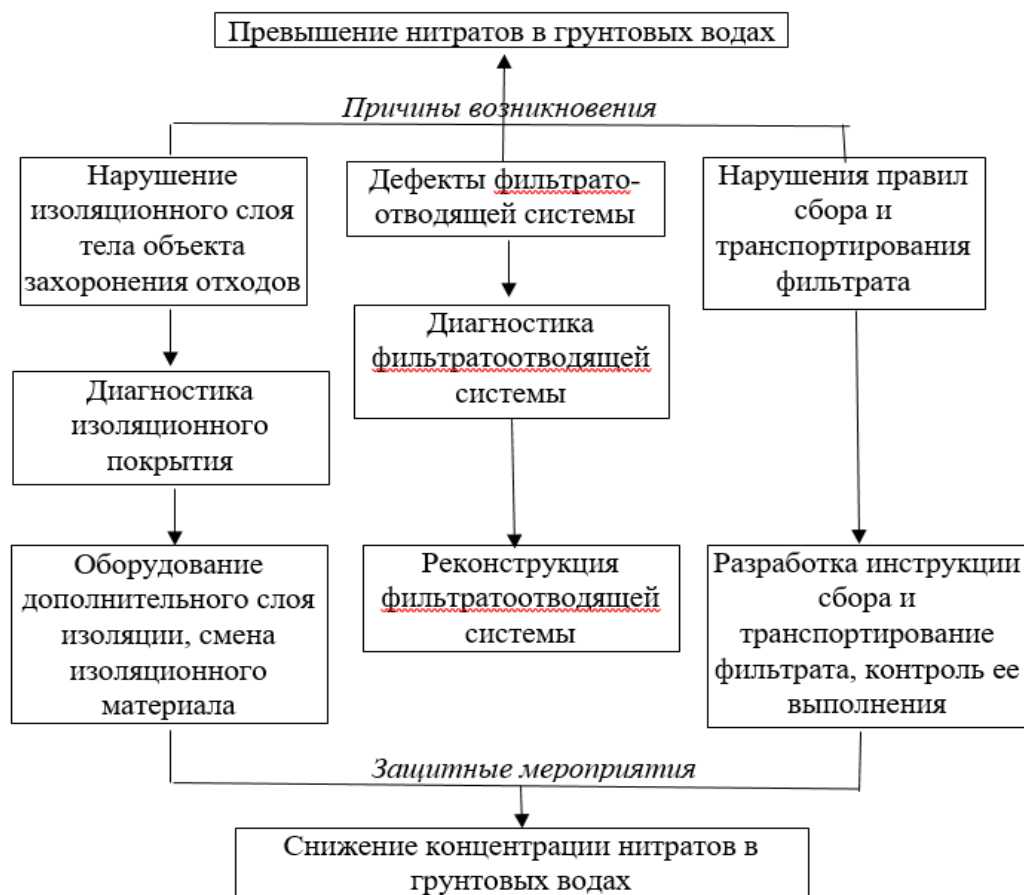 Превышение нитратов в грунтовых водах
Причины возникновения
Нарушение
изоляционного слоя
тела объекта
захоронения отходов
Дефекты фильтрато-
отводящей системы
Нарушения правил
сбора и
транспортирования
фильтрата
Диагностика
изоляционного
покрытия
Диагностика
фильтратоотводящей
системы
Оборудование
дополнительного слоя
изоляции, смена
изоляционного
материала
Реконструкция
фильтратоотводящей
системы
Разработка инструкции
сбора и
транспортирование
фильтрата, контроль ее
выполнения
Защитные мероприятия
Снижение концентрации нитратов в
грунтовых водах